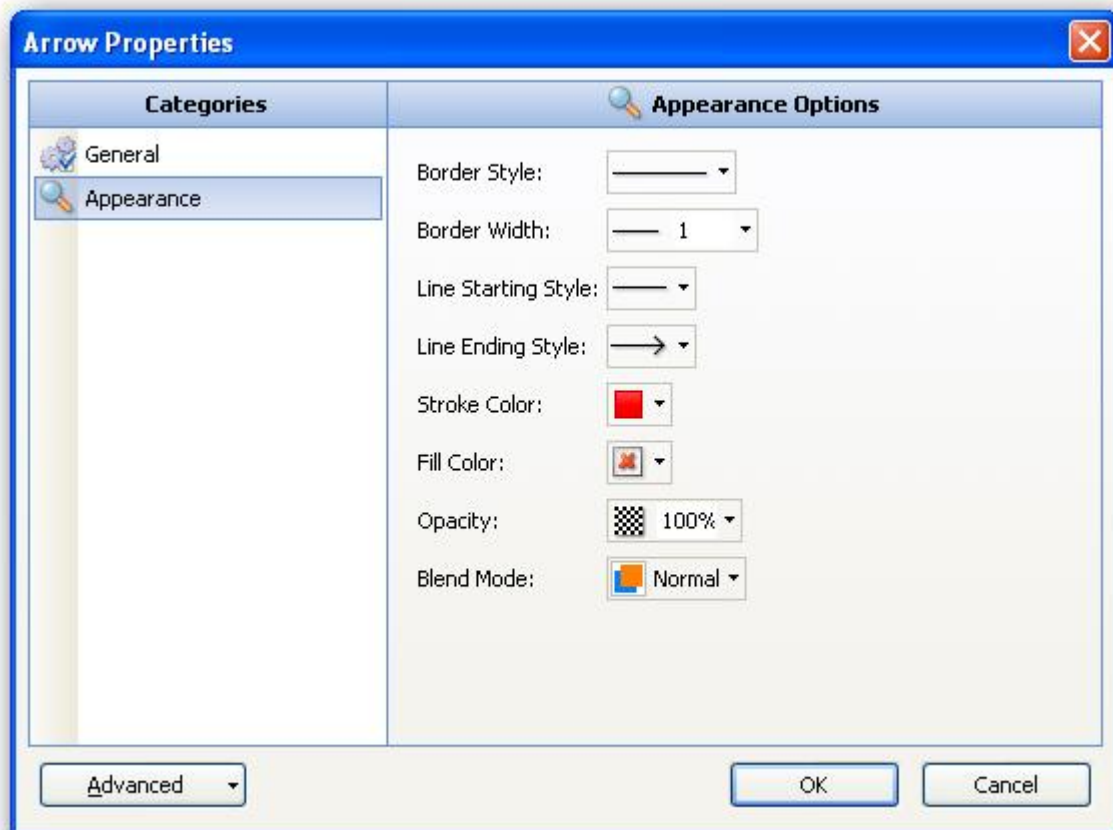 Arrow Properties
Categories
Appearance Options
General
Appearance
Border Style:
Border Width: 1
Line Starting Style:
Line Ending Style:
Stroke Color:
Fill Color:
Opacity: 100%
Blend Mode: Normal
Advanced OK Cancel